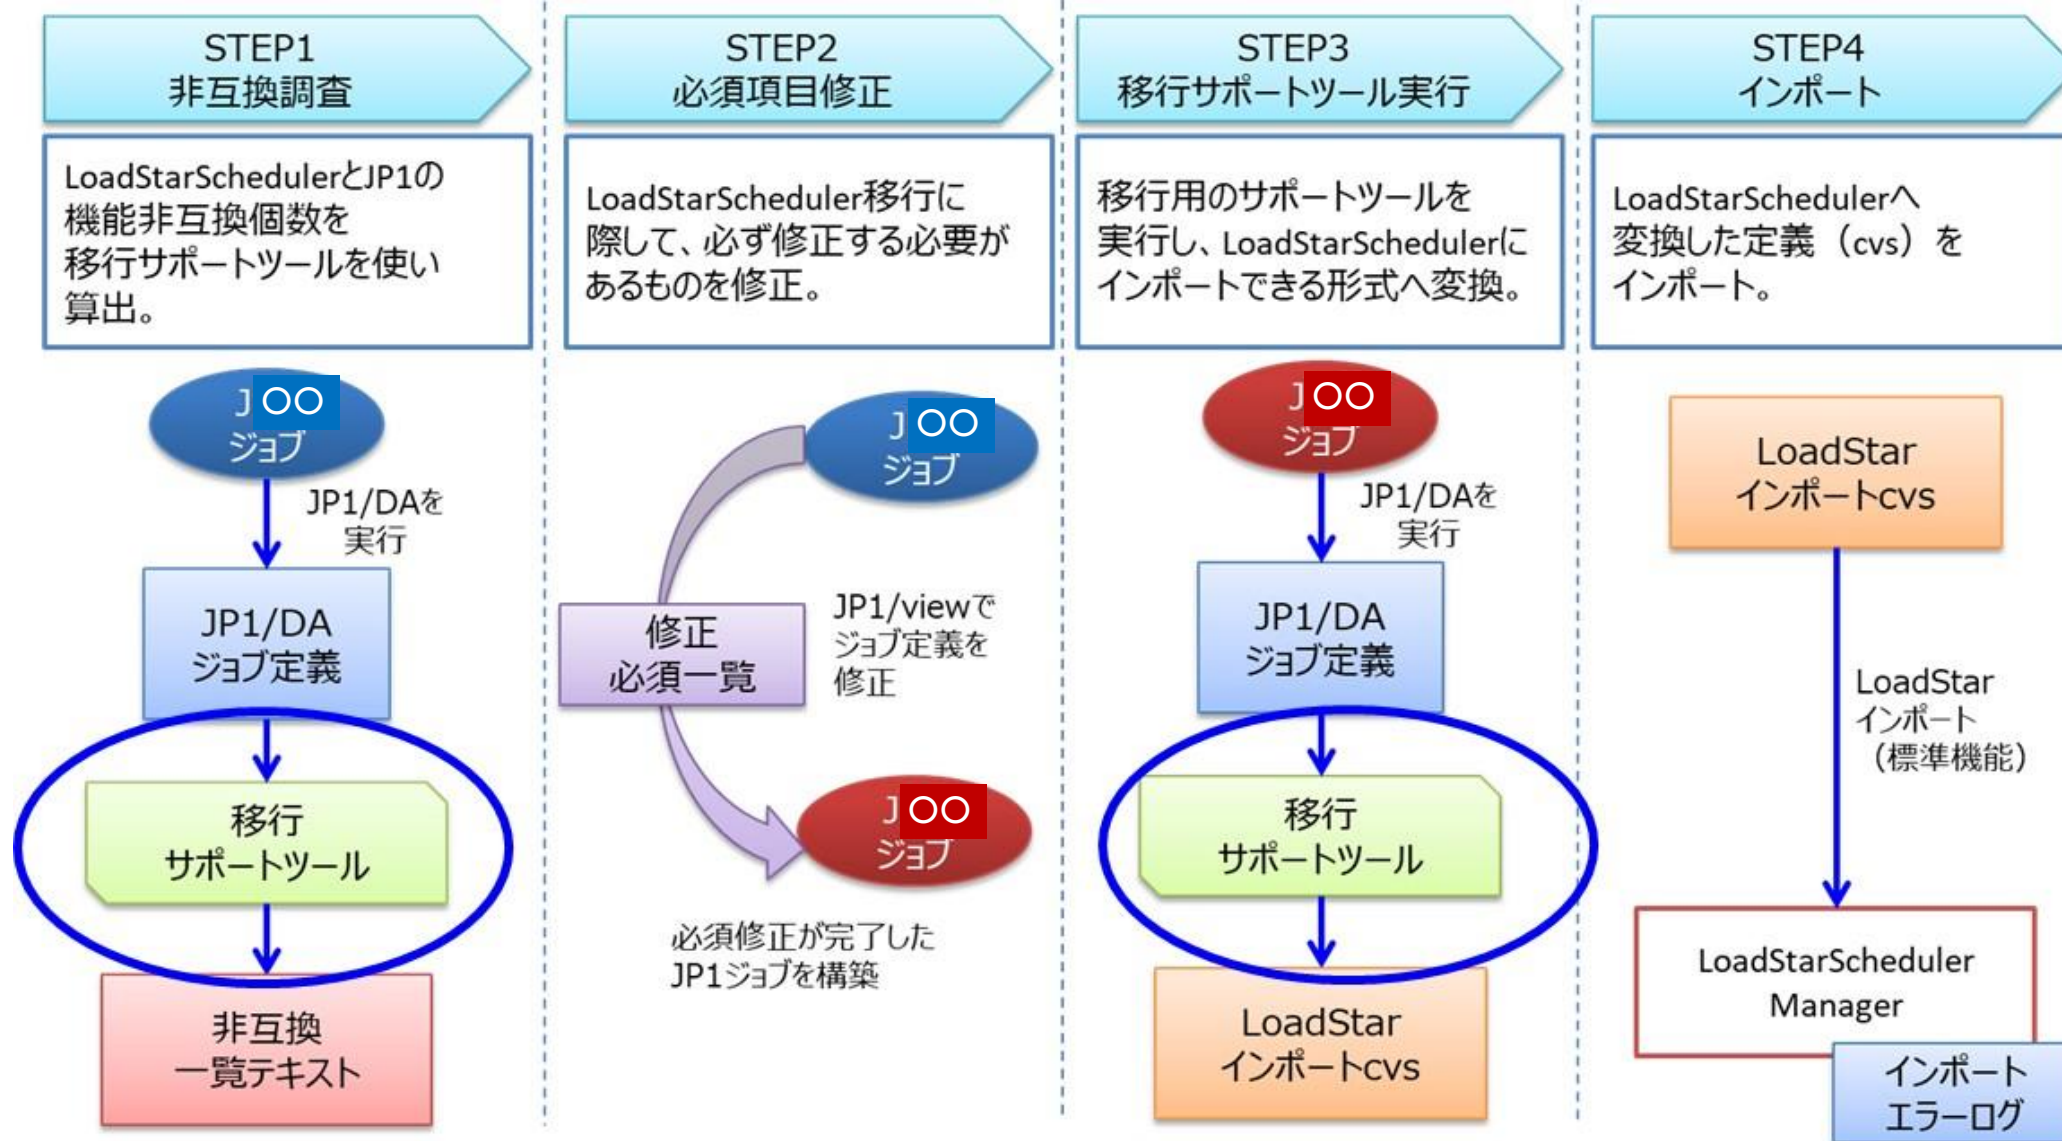 STEP1
非互換調査
STEP2
必須項目修正
STEP3
移行サポートツール実行
STEP4
インポート
LoadStarSchedulerとJP1の
機能非互換個数を
移行サポートツールを使い
算出。
LoadStarScheduler移行に
際して、必ず修正する必要が
あるものを修正。
移行用のサポートツールを
実行し、LoadStarSchedulerに
インポートできる形式へ変換。
LoadStarSchedulerへ
変換した定義（cvs）を
インポート。
J〇〇
ジョブ
JP1/DAを
実行
JP1/DA
ジョブ定義
移行
サポートツール
非互換
一覧テキスト
J〇〇
ジョブ
修正
必須一覧
JP1/viewで
ジョブ定義を
修正
J〇〇
ジョブ
必須修正が完了した
JP1ジョブを構築
J〇〇
ジョブ
JP1/DAを
実行
JP1/DA
ジョブ定義
移行
サポートツール
LoadStar
インポートcvs
LoadStar
インポートcvs
LoadStar
インポート
（標準機能）
LoadStarScheduler
Manager
インポート
エラーログ